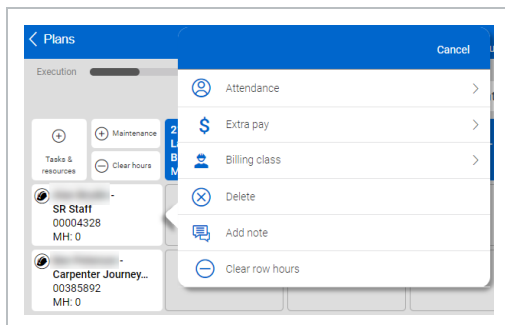 Plans
Cancel
Execution
Attendance
Extra pay
Maintenance
Tasks &
resources
Clear hours
Billing class
Delete
-
SR Staff
00004328
MH: 0
Add note
-
Carpenter Journey...
00385892
MH: 0
Clear row hours